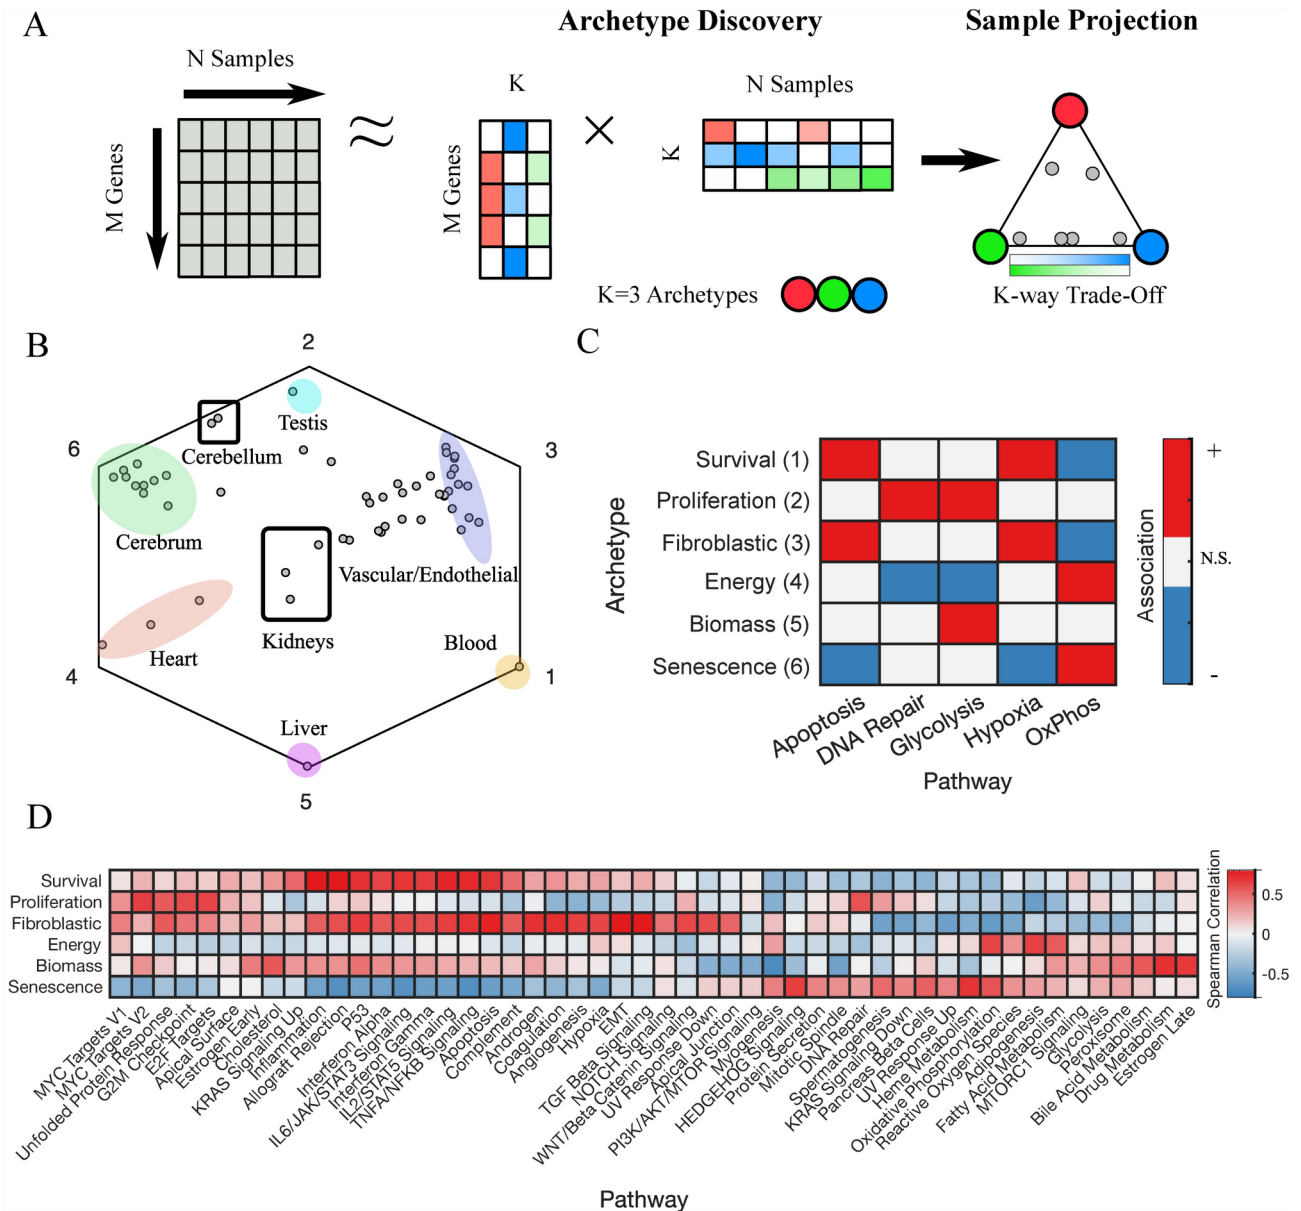 A
Archetype Discovery
Sample Projection
N Samples
M Genes
≈
K
M Genes
×
N Samples
K
K=3 Archetypes
K-way Trade-Off
B
2
6
3
4
1
5
Testis
Cerebellum
Cerebrum
Vascular/Endothelial
Kidneys
Heart
Blood
Liver
C
Archetype
Survival (1)
Proliferation (2)
Fibroblastic (3)
Energy (4)
Biomass (5)
Senescence (6)
Apoptosis
DNA Repair
Glycolysis
Hypoxia
OxPhos
Pathway
Association
+
N.S.
-
D
Survival
Proliferation
Fibroblastic
Energy
Biomass
Senescence
MYC Targets V1
MYC Targets V2
Unfolded Protein Response
G2M Checkpoint
E2F Targets
Apical Surface
Estrogen Early
Cholesterol
KRAS Signaling Up
Inflammation
Allograft Rejection
P53
Interferon Alpha
IL6/JAK/STAT3 Signaling
Interferon Gamma
IL2/STAT5 Signaling
TNFA/NFKB Signaling
Apoptosis
Complement
Androgen
Coagulation
Angiogenesis
Hypoxia
EMT
TGF Beta Signaling
NOTCH Signaling
WNT/Beta Catenin Signaling
UV Response Down
Apical Junction
PI3K/AKT/MTOR Signaling
Myogenesis
HEDGEHOG Signaling
Protein Secretion
Mitotic Spindle
DNA Repair
Spermatogenesis
KRAS Signaling Down
Pancreas Beta Cells
UV Response Up
Heme Metabolism
Oxidative Phosphorylation
Reactive Oxygen Species
Adipogenesis
Fatty Acid Metabolism
MTORC1 Signaling
Glycolysis
Peroxisome
Bile Acid Metabolism
Drug Metabolism
Estrogen Late
Pathway
Spearman Correlation
0.5
0
-0.5